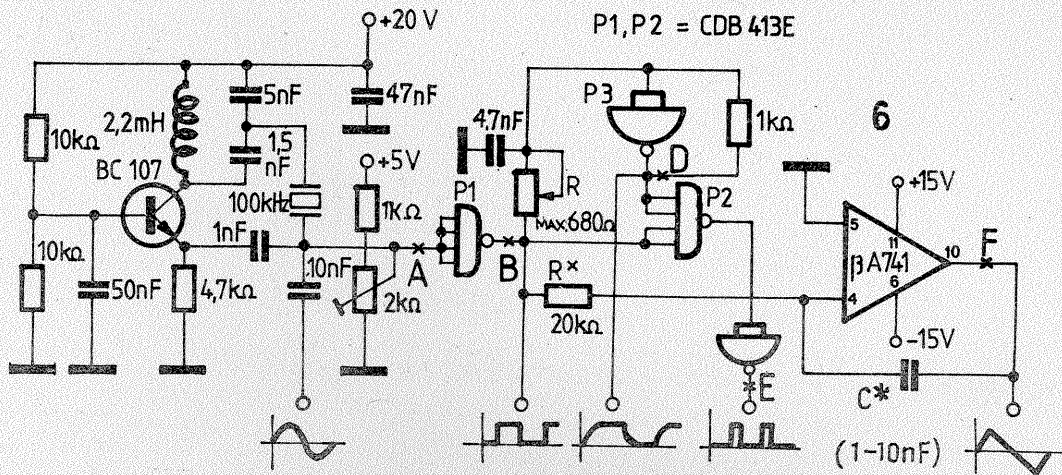 +20 V
P1, P2 = CDB 413E
5nF
47nF
P3
1kΩ
6
2,2mH
10kΩ
1,5
nF
4,7nF
D
BC 107
+5V
P1
R
P2
+15V
100kHz
1kΩ
MAX.680Ω
5
11
10
F
1nF
A
B
βA741
10kΩ
10nF
R*
4
6
50nF
4,7kΩ
2kΩ
20kΩ
-15V
E
C*
(1-10nF)